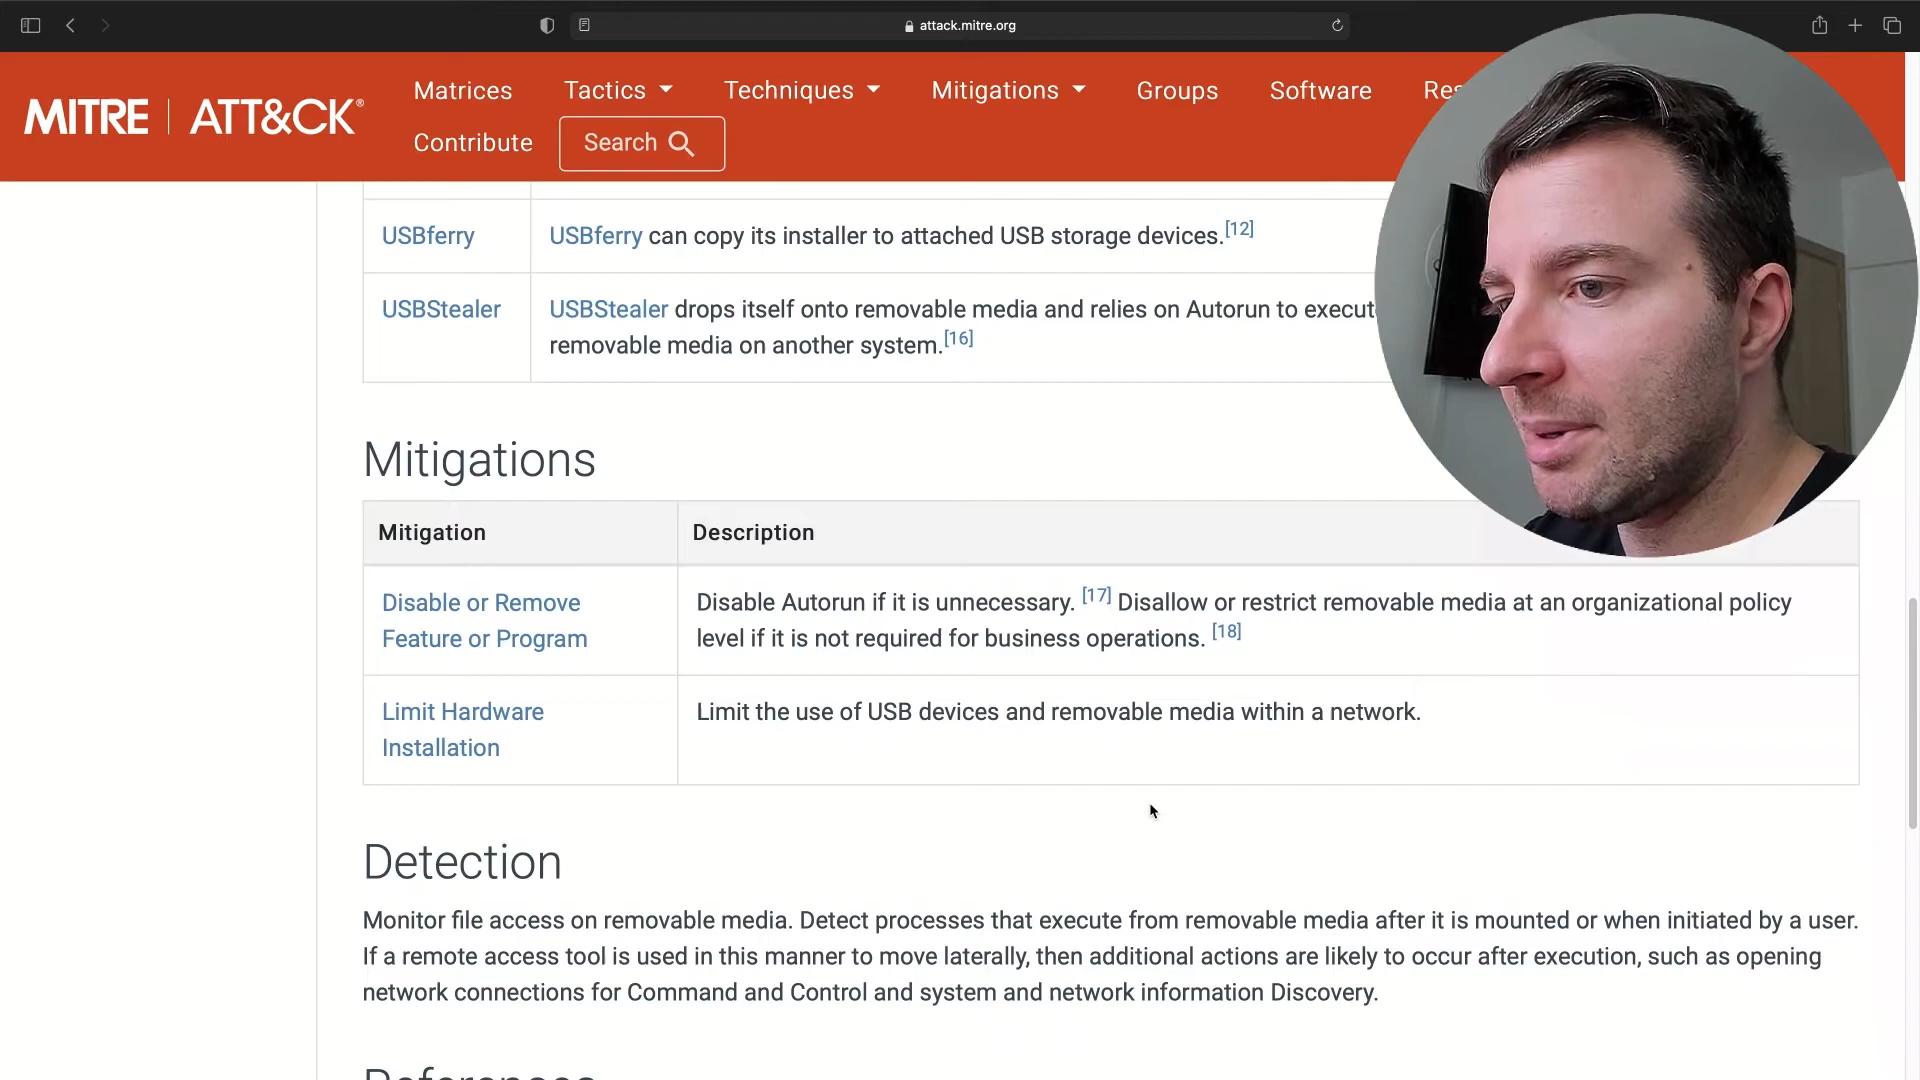 attack.mitre.org
MITRE | ATT&CK®
Matrices Tactics Techniques Mitigations Groups Software
Contribute Search
USBferry USBferry can copy its installer to attached USB storage devices.[12]
USBStealer USBStealer drops itself onto removable media and relies on Autorun to
removable media on another system.[16]
Mitigations
Mitigation Description
Disable or Remove Disable Autorun if it is unnecessary. [17] Disallow or restrict removable media at an organizational policy
Feature or Program level if it is not required for business operations. [18]
Limit Hardware Limit the use of USB devices and removable media within a network.
Installation
Detection
Monitor file access on removable media. Detect processes that execute from removable media after it is mounted or when initiated by a user.
If a remote access tool is used in this manner to move laterally, then additional actions are likely to occur after execution, such as opening
network connections for Command and Control and system and network information Discovery.
References